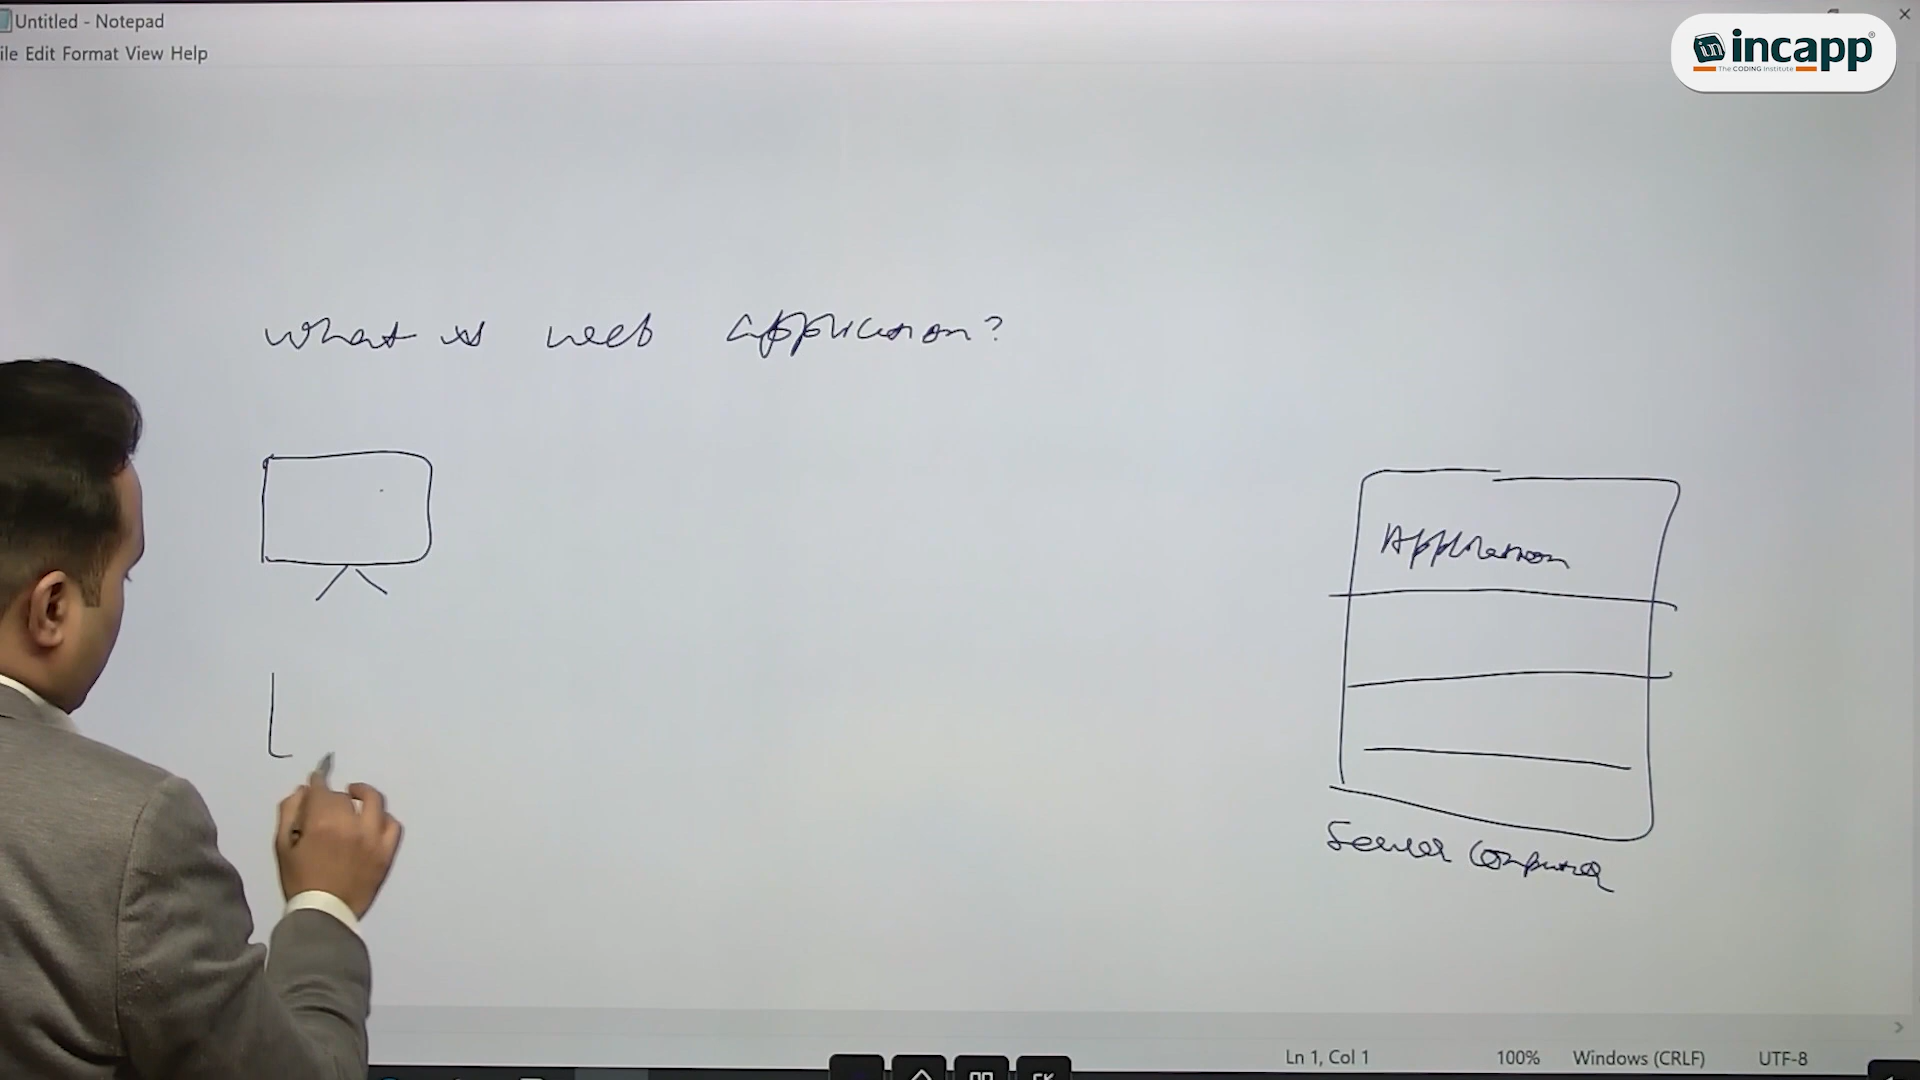 Untitled - Notepad
ile Edit Format View Help
incapp
The CODING Institute
what is web application?
Application
Server Computer
Ln 1, Col 1 100% Windows (CRLF) UTF-8